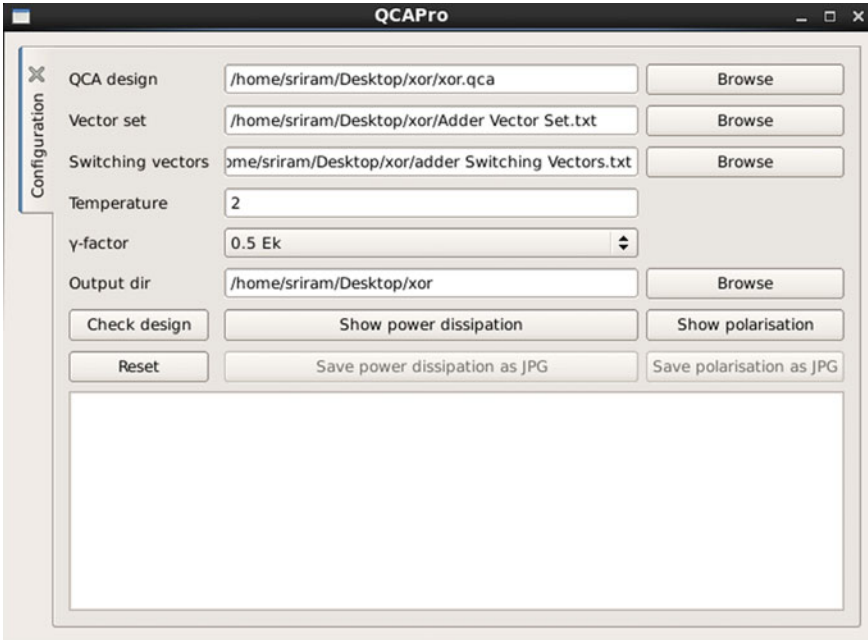 QCAPro
Configuration
QCA design /home/sriram/Desktop/xor/xor.qca Browse
Vector set /home/sriram/Desktop/xor/Adder Vector Set.txt Browse
Switching vectors ome/sriram/Desktop/xor/adder Switching Vectors.txt Browse
Temperature 2
γ-factor 0.5 Ek
Output dir /home/sriram/Desktop/xor Browse
Check design Show power dissipation Show polarisation
Reset Save power dissipation as JPG Save polarisation as JPG